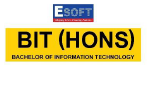 ESOFT
BIT (HONS)
BACHELOR OF INFORMATION TECHNOLOGY